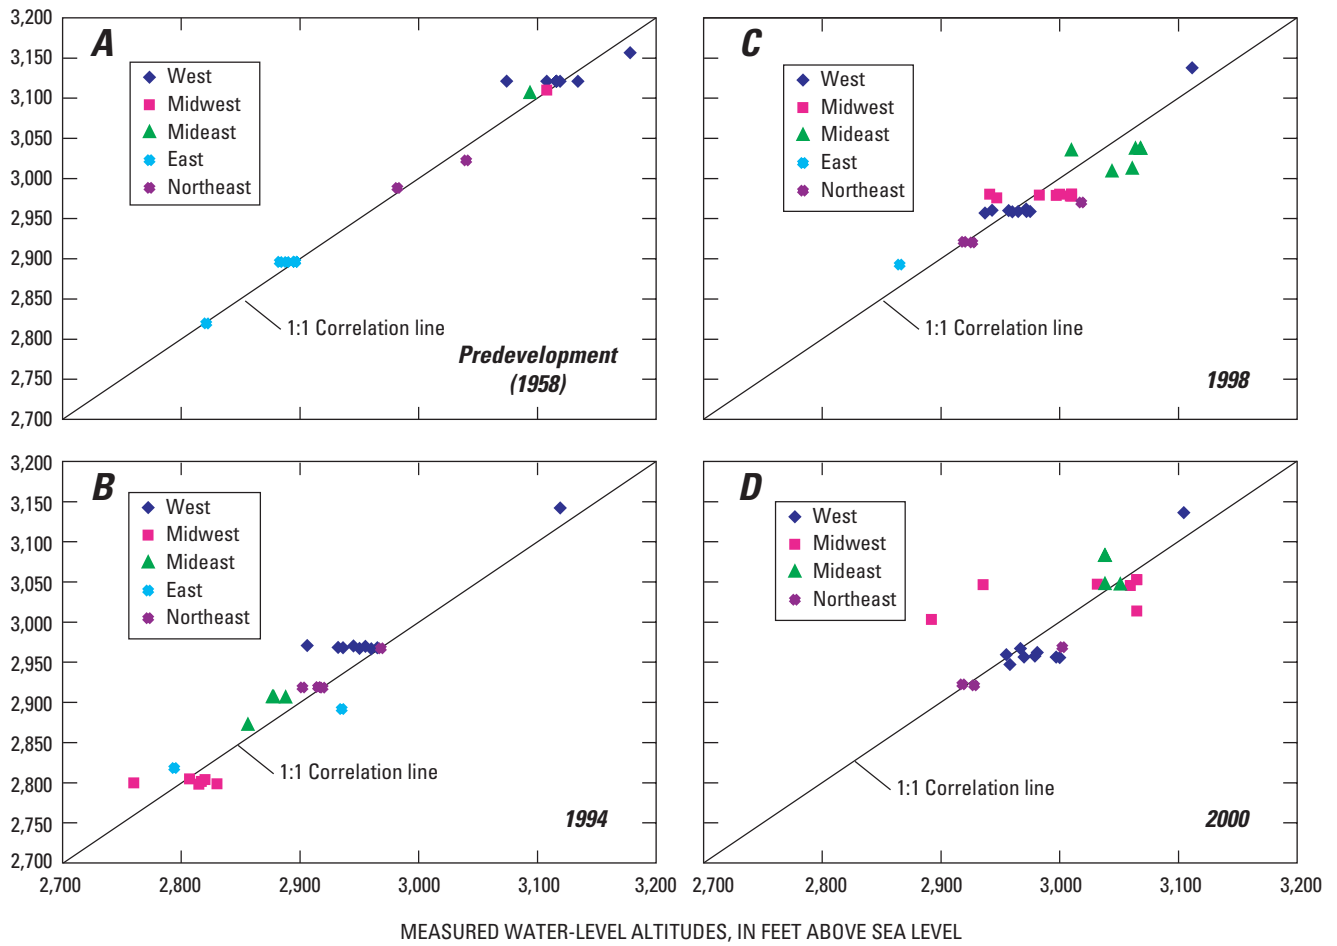 3,200
3,150
3,100
3,050
3,000
2,950
2,900
2,850
2,800
2,750
2,700
A
West
Midwest
Mideast
East
Northeast
1:1 Correlation line
Predevelopment
(1958)
C
West
Midwest
Mideast
East
Northeast
1:1 Correlation line
1998
3,200
3,150
3,100
3,050
3,000
2,950
2,900
2,850
2,800
2,750
2,700
B
West
Midwest
Mideast
East
Northeast
1:1 Correlation line
1994
2,700 2,800 2,900 3,000 3,100 3,200
D
West
Midwest
Mideast
Northeast
1:1 Correlation line
2000
2,700 2,800 2,900 3,000 3,100 3,200
MEASURED WATER-LEVEL ALTITUDES, IN FEET ABOVE SEA LEVEL